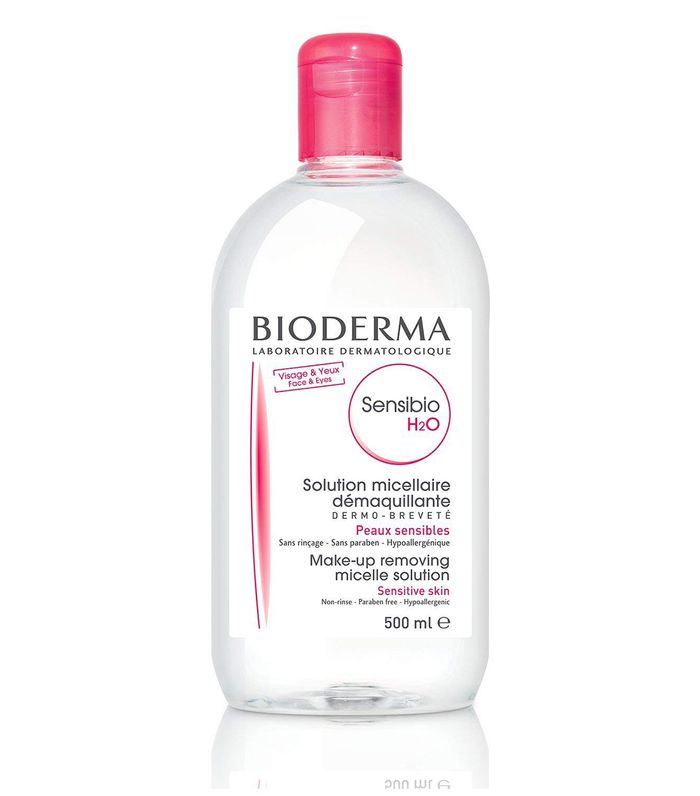 BIODERMA
LABORATOIRE DERMATOLOGIQUE
Visage & Yeux
Face & Eyes
Sensibio
H2O
Solution micellaire
démaquillante
DERMO-BREVETÉ
Peaux sensibles
Sans rinçage - Sans paraben - Hypoallergénique
Make-up removing
micelle solution
Sensitive skin
Non-rinse - Paraben free - Hypoallergenic
500 ml ℮